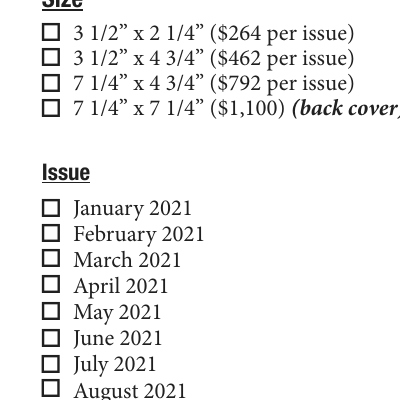 Size
☐ 3 1/2” x 2 1/4” ($264 per issue)
☐ 3 1/2” x 4 3/4” ($462 per issue)
☐ 7 1/4” x 4 3/4” ($792 per issue)
☐ 7 1/4” x 7 1/4” ($1,100) (back cover)
Issue
☐ January 2021
☐ February 2021
☐ March 2021
☐ April 2021
☐ May 2021
☐ June 2021
☐ July 2021
☐ August 2021